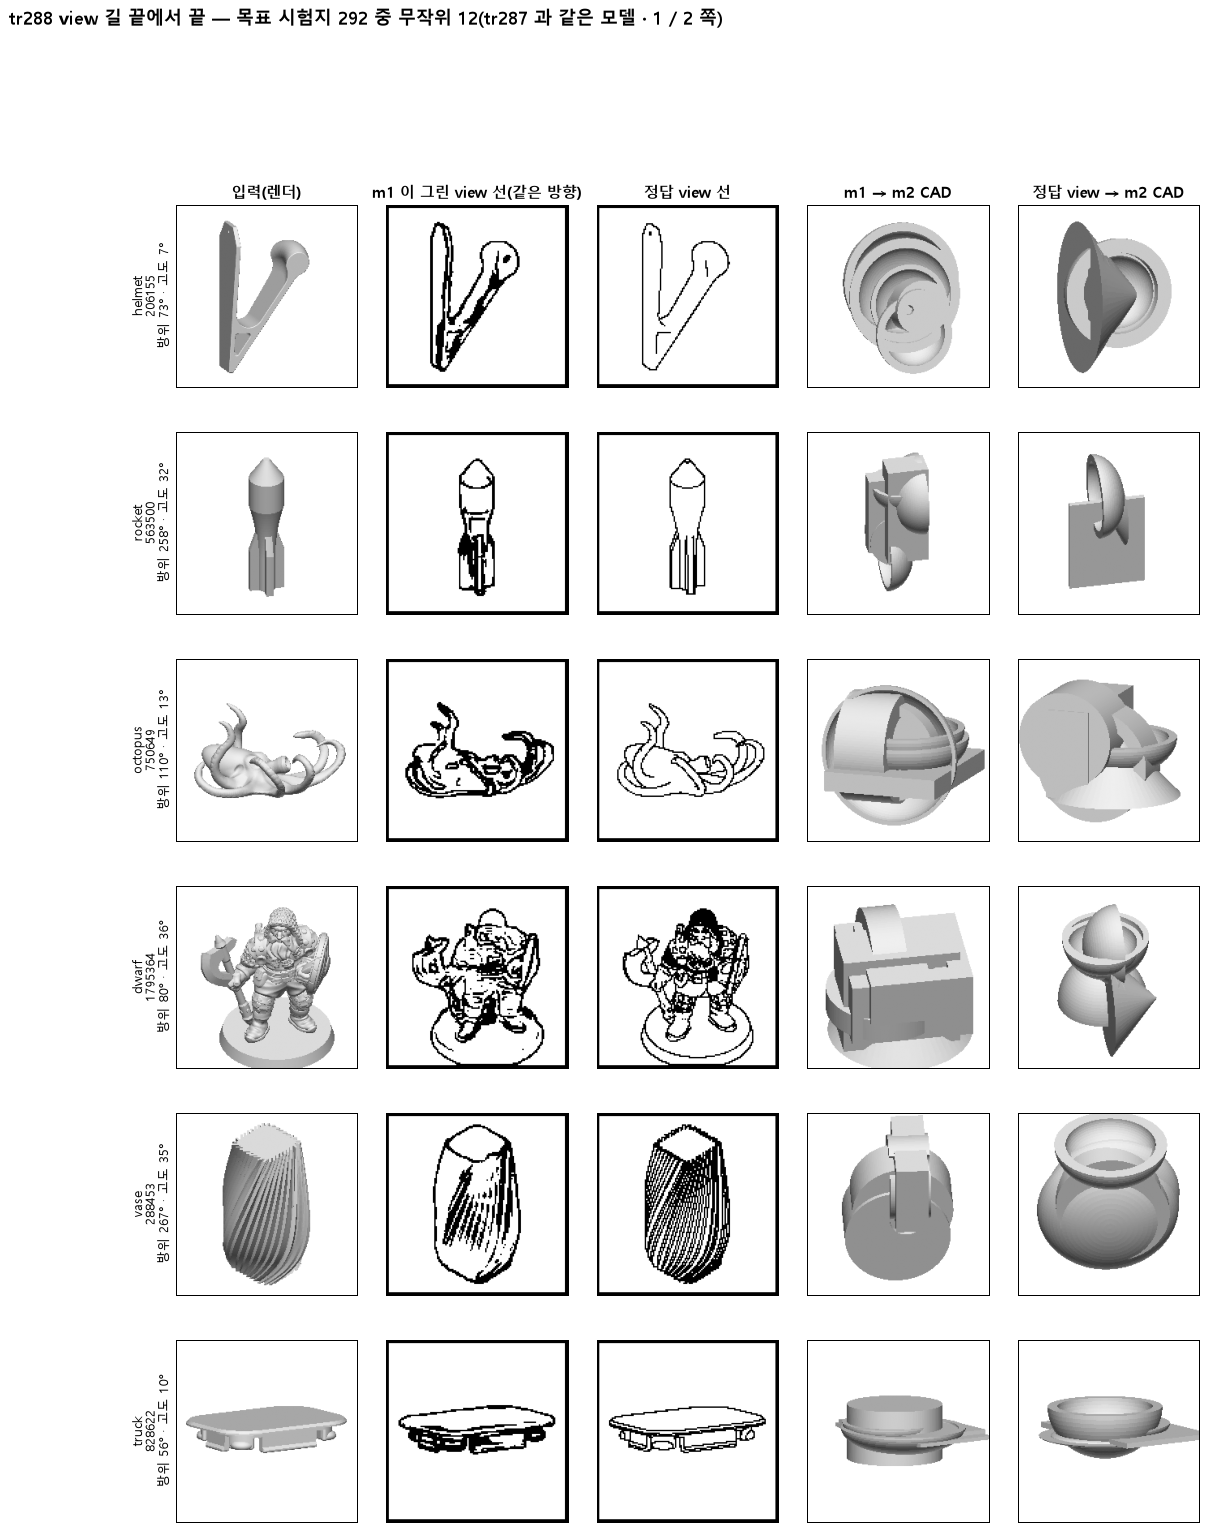 tr288 view 길 끝에서 끝 — 목표 시험지 292 중 무작위 12(tr287 과 같은 모델 · 1 / 2 쪽)
입력(렌더)
m1 이 그린 view 선(같은 방향)
정답 view 선
m1 → m2 CAD
정답 view → m2 CAD
helmet
206155
방위 73° · 고도 7°
rocket
563500
방위 258° · 고도 32°
octopus
750649
방위 110° · 고도 13°
dwarf
1795364
방위 80° · 고도 36°
vase
288453
방위 267° · 고도 35°
truck
828622
방위 56° · 고도 10°